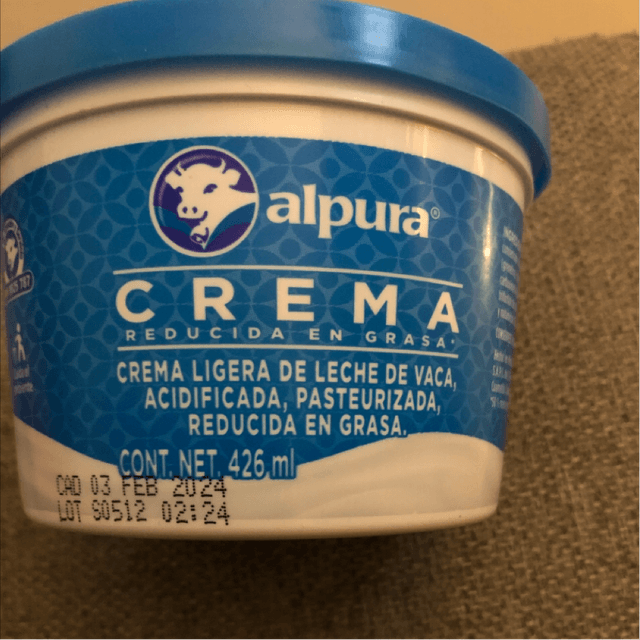 alpura®
CREMA
REDUCIDA EN GRASA*
CREMA LIGERA DE LECHE DE VACA,
ACIDIFICADA, PASTEURIZADA,
REDUCIDA EN GRASA.
CONT. NET. 426 ml
CAD 03 FEB 2024
LOT S0512 02:24